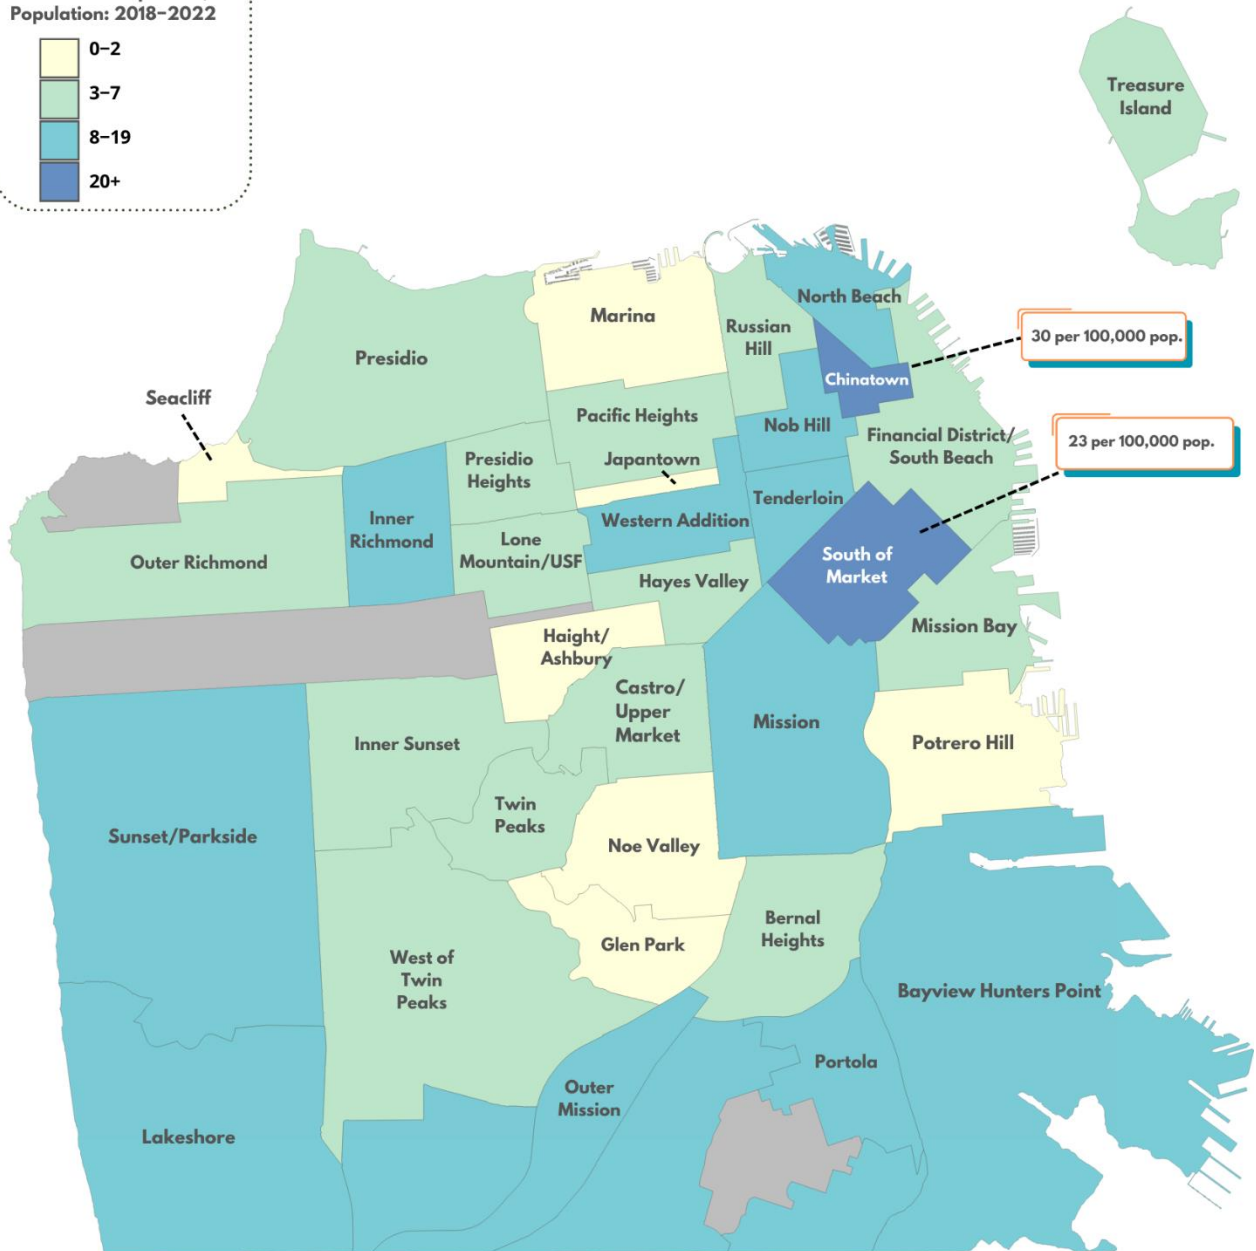 Population: 2018–2022
0–2
3–7
8–19
20+
Treasure
Island
North Beach
Marina
Russian
Hill
30 per 100,000 pop.
Presidio
Chinatown
Seacliff
Pacific Heights
Nob Hill
Financial District/
South Beach
23 per 100,000 pop.
Japantown
Presidio
Heights
Tenderloin
Inner
Richmond
Western Addition
Lone
Mountain/USF
Outer Richmond
South of
Market
Hayes Valley
Mission Bay
Haight/
Ashbury
Castro/
Upper
Market
Mission
Inner Sunset
Potrero Hill
Twin
Peaks
Sunset/Parkside
Noe Valley
Bernal
Heights
Glen Park
West of
Twin
Peaks
Bayview Hunters Point
Portola
Outer
Mission
Lakeshore